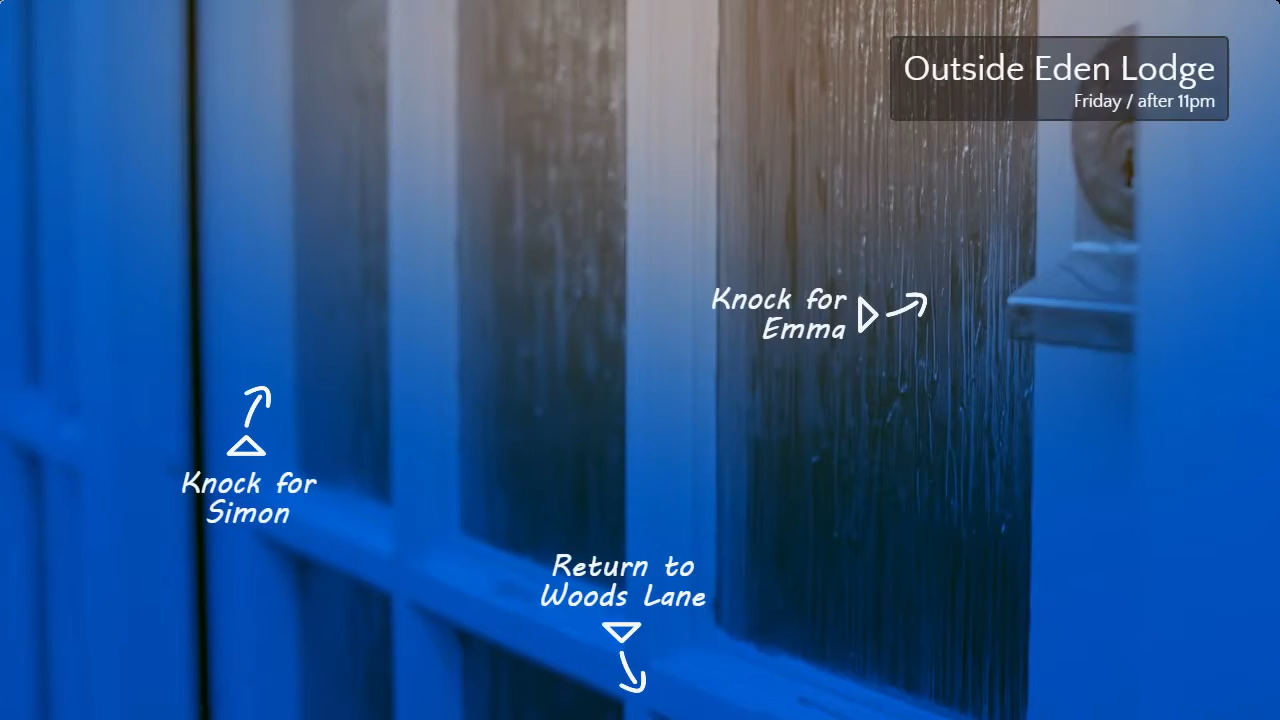 Outside Eden Lodge
Friday / after 11pm
Knock for
Emma
Knock for
Simon
Return to
Woods Lane